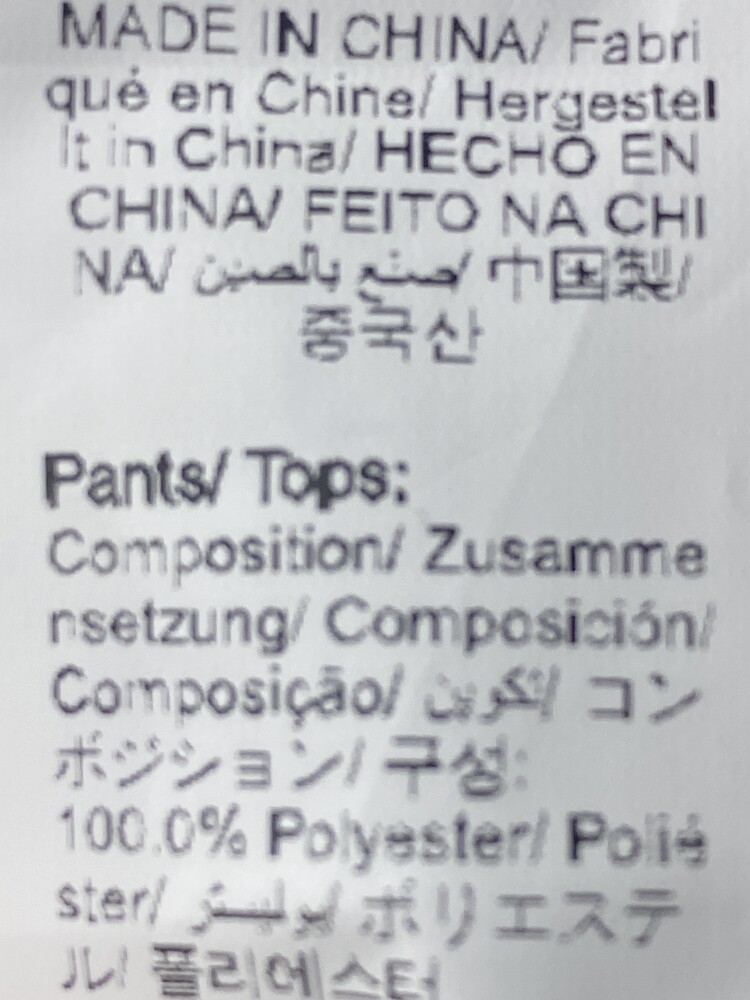 MADE IN CHINA/ Fabri
qué en Chine/ Hergestel
lt in China/ HECHO EN
CHINA/ FEITO NA CHI
NA/ صنع بالصين/ 中国製/
중국산
Pants/ Tops:
Composition/ Zusamme
nsetzung/ Composición/
Composição/ التكوين/ コン
ポジション/ 구성:
100.0% Polyester/ Polié
ster/ بوليستر/ ポリエステ
ル/ 폴리에스터